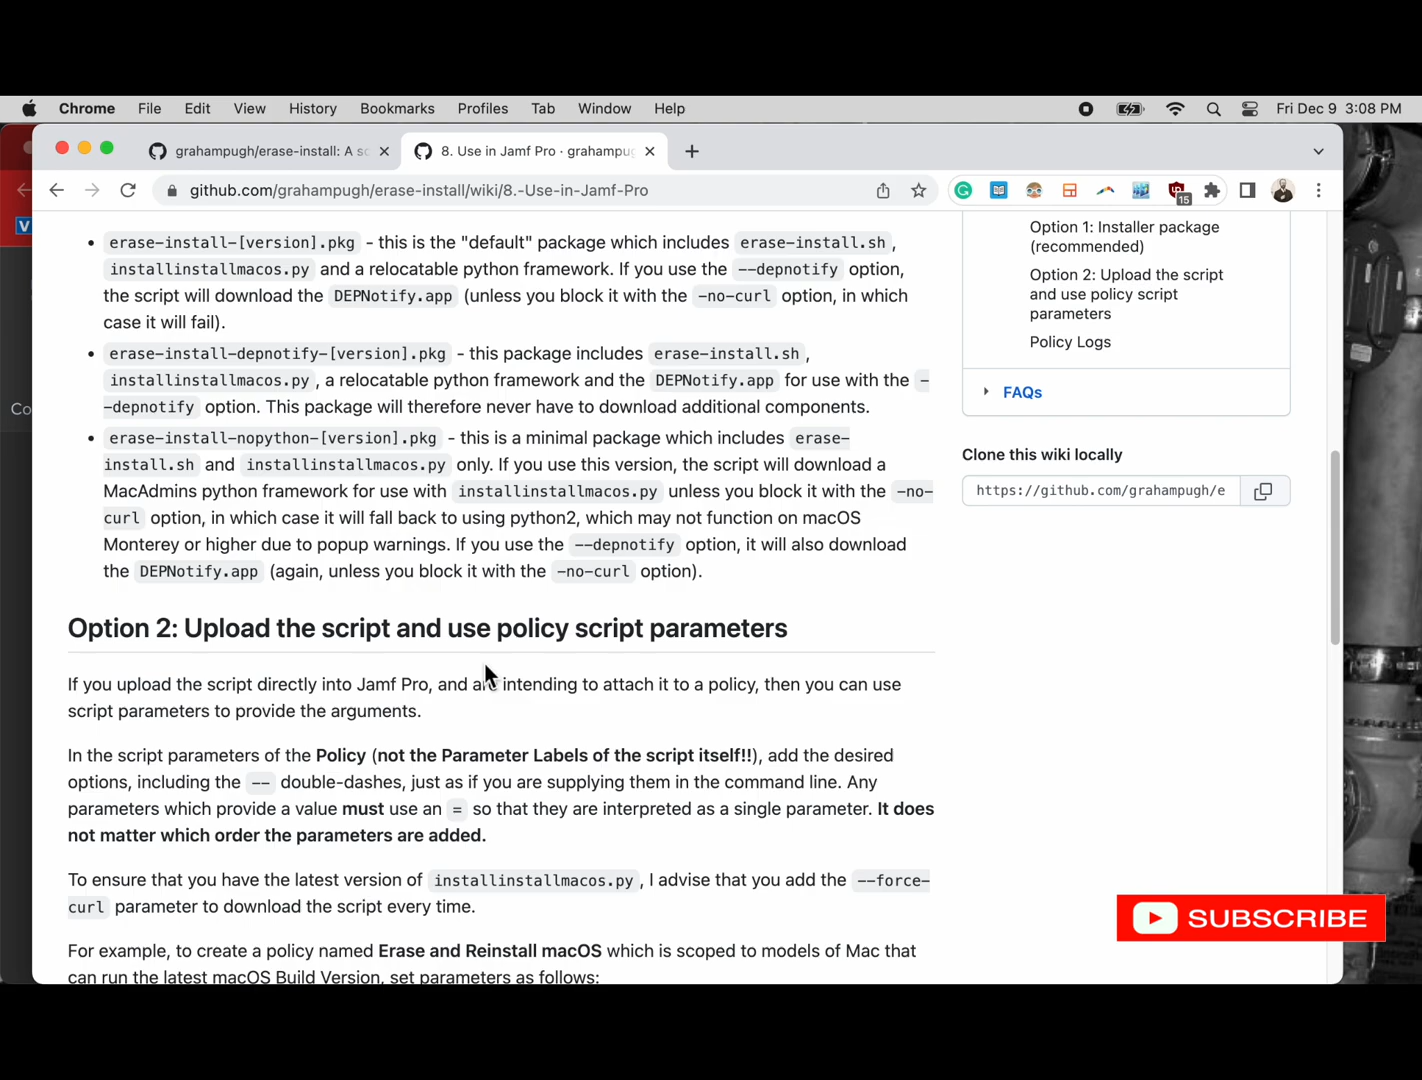 Chrome File Edit View History Bookmarks Profiles Tab Window Help Fri Dec 9 3:08 PM
grahampugh/erase-install: A sc 8. Use in Jamf Pro · grahampug
github.com/grahampugh/erase-install/wiki/8.-Use-in-Jamf-Pro 15
V
Co
• erase-install-[version].pkg - this is the "default" package which includes erase-install.sh,
installinstallmacos.py and a relocatable python framework. If you use the --depnotify option,
the script will download the DEPNotify.app (unless you block it with the -no-curl option, in which
case it will fail).
• erase-install-depnotify-[version].pkg - this package includes erase-install.sh,
installinstallmacos.py, a relocatable python framework and the DEPNotify.app for use with the -
-depnotify option. This package will therefore never have to download additional components.
• erase-install-nopython-[version].pkg - this is a minimal package which includes erase-
install.sh and installinstallmacos.py only. If you use this version, the script will download a
MacAdmins python framework for use with installinstallmacos.py unless you block it with the -no-
curl option, in which case it will fall back to using python2, which may not function on macOS
Monterey or higher due to popup warnings. If you use the --depnotify option, it will also download
the DEPNotify.app (again, unless you block it with the -no-curl option).
Option 2: Upload the script and use policy script parameters
If you upload the script directly into Jamf Pro, and are intending to attach it to a policy, then you can use
script parameters to provide the arguments.
In the script parameters of the Policy (not the Parameter Labels of the script itself!!), add the desired
options, including the -- double-dashes, just as if you are supplying them in the command line. Any
parameters which provide a value must use an = so that they are interpreted as a single parameter. It does
not matter which order the parameters are added.
To ensure that you have the latest version of installinstallmacos.py, I advise that you add the --force-
curl parameter to download the script every time.
For example, to create a policy named Erase and Reinstall macOS which is scoped to models of Mac that
can run the latest macOS Build Version, set parameters as follows:
Option 1: Installer package
(recommended)
Option 2: Upload the script
and use policy script
parameters
Policy Logs
FAQs
Clone this wiki locally
https://github.com/grahampugh/e
SUBSCRIBE